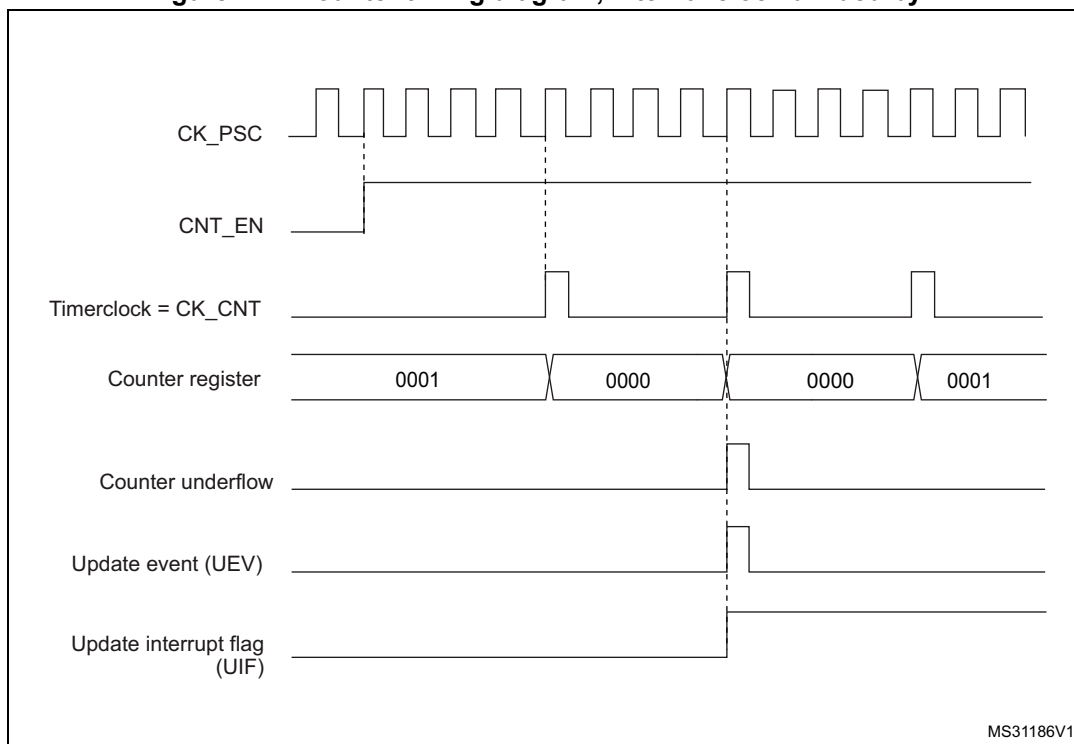 CK_PSC
CNT_EN
Timerclock = CK_CNT
Counter register
0001 0000 0000 0001
Counter underflow
Update event (UEV)
Update interrupt flag
(UIF)
MS31186V1